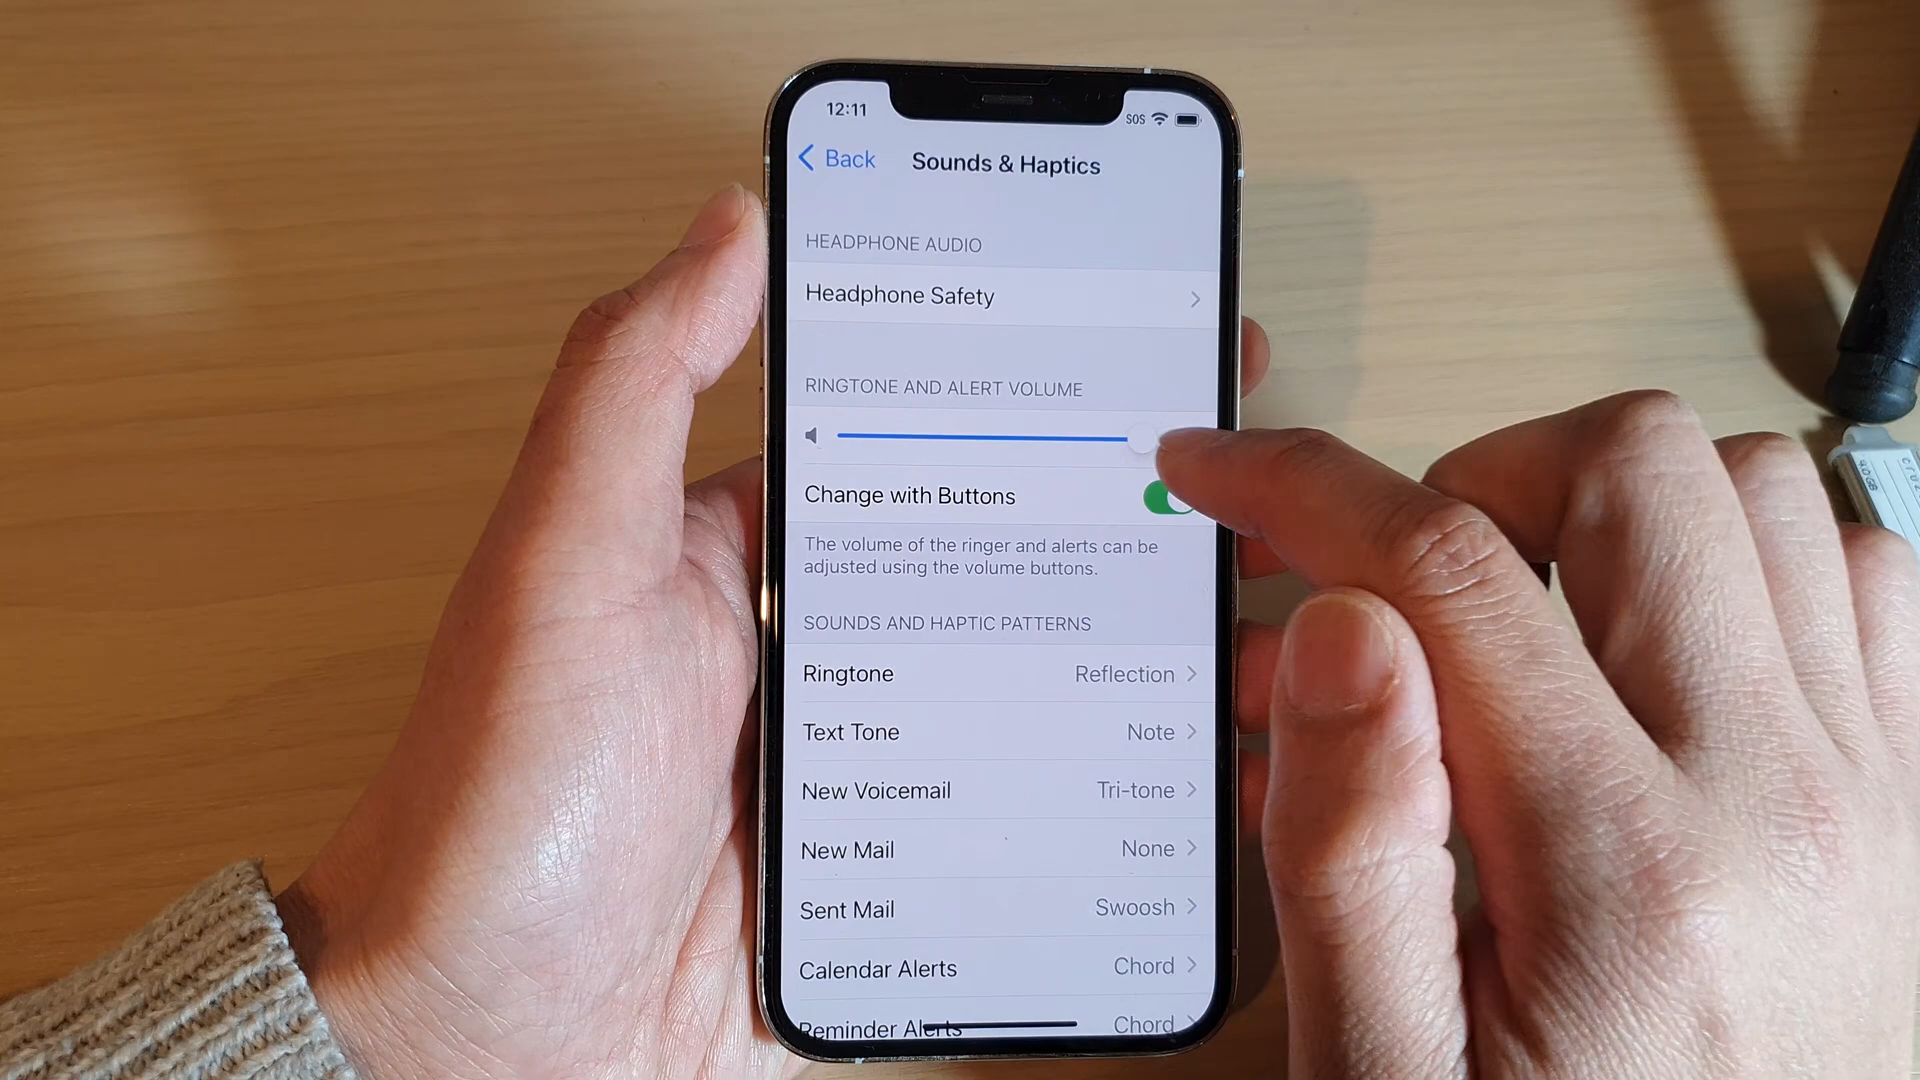 12:11
SOS
Back
Sounds & Haptics
HEADPHONE AUDIO
Headphone Safety
RINGTONE AND ALERT VOLUME
Change with Buttons
The volume of the ringer and alerts can be
adjusted using the volume buttons.
SOUNDS AND HAPTIC PATTERNS
Ringtone Reflection
Text Tone Note
New Voicemail Tri-tone
New Mail None
Sent Mail Swoosh
Calendar Alerts Chord
Reminder Alerts Chord